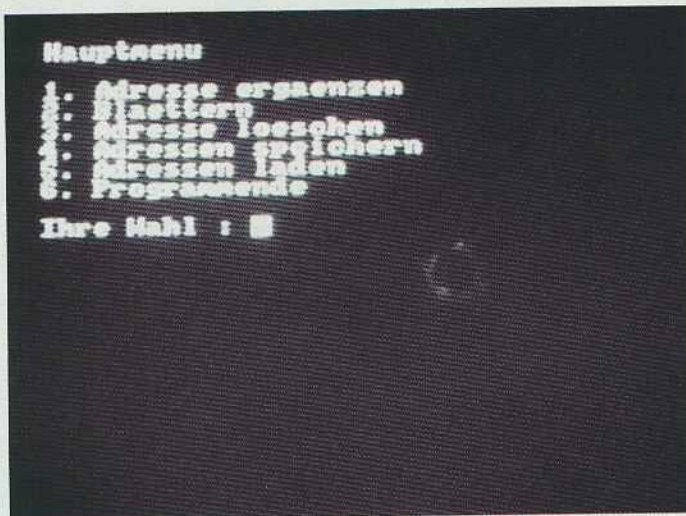 Hauptmenu
1. Adresse ergaenzen
2. Blaettern
3. Adresse loeschen
4. Adressen speichern
5. Adressen laden
6. Programmende
Ihre Wahl :